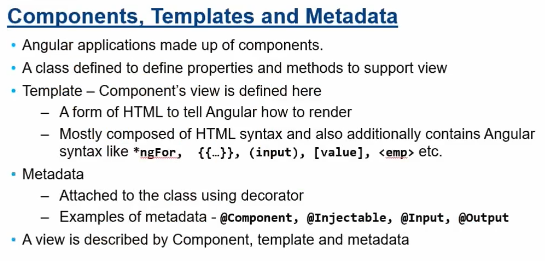 Components, Templates and Metadata
• Angular applications made up of components.
• A class defined to define properties and methods to support view
• Template – Component's view is defined here
– A form of HTML to tell Angular how to render
– Mostly composed of HTML syntax and also additionally contains Angular
syntax like *ngFor, {{…}}, (input), [value], <emp> etc.
• Metadata
– Attached to the class using decorator
– Examples of metadata - @Component, @Injectable, @Input, @Output
• A view is described by Component, template and metadata